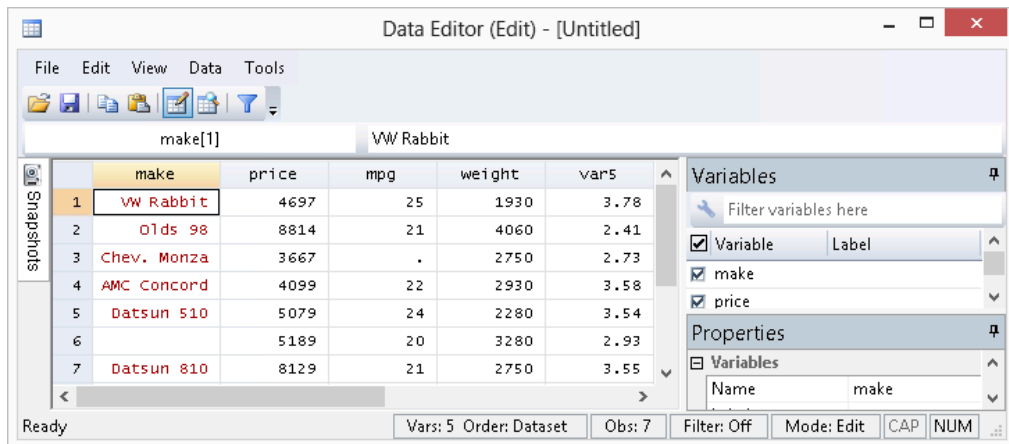 Data Editor (Edit) - [Untitled]
File Edit View Data Tools
make[1] VW Rabbit
Snapshots
make price mpg weight var5
1 VW Rabbit 4697 25 1930 3.78
2 Olds 98 8814 21 4060 2.41
3 Chev. Monza 3667 . 2750 2.73
4 AMC Concord 4099 22 2930 3.58
5 Datsun 510 5079 24 2280 3.54
6 5189 20 3280 2.93
7 Datsun 810 8129 21 2750 3.55
Variables
Filter variables here
Variable Label
make
price
Properties
Variables
Name make
Ready Vars: 5 Order: Dataset Obs: 7 Filter: Off Mode: Edit CAP NUM